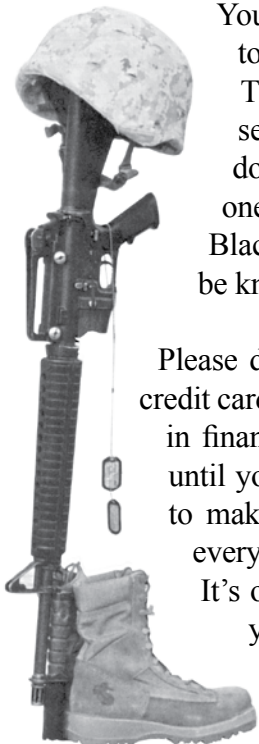 You
to
T
se
do
one
Blac
be kn
Please d
credit card
in finan
until yo
to mak
every
It’s o
y